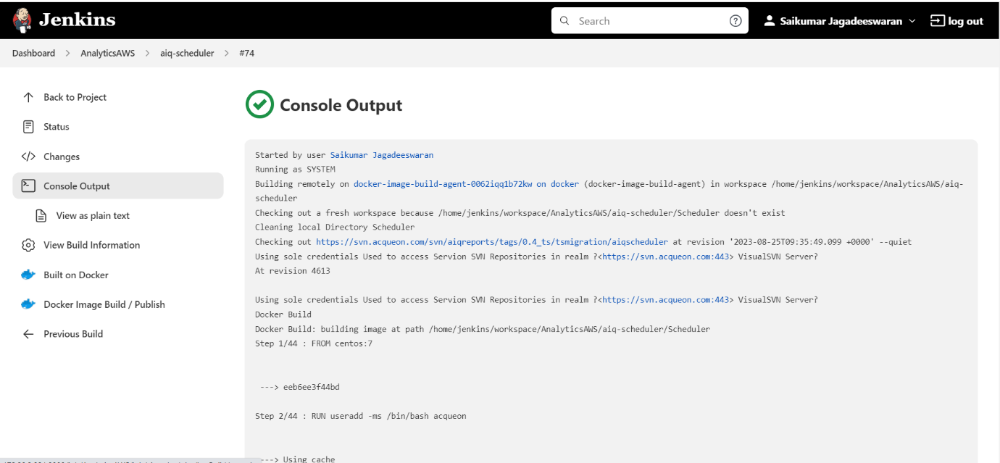 Jenkins
Search
Saikumar Jagadeeswaran
log out
Dashboard > AnalyticsAWS > aiq-scheduler > #74
Back to Project
Status
Changes
Console Output
View as plain text
View Build Information
Built on Docker
Docker Image Build / Publish
Previous Build
Console Output
Started by user Saikumar Jagadeeswaran
Running as SYSTEM
Building remotely on docker-image-build-agent-0062iqq1b72kw on docker (docker-image-build-agent) in workspace /home/jenkins/workspace/AnalyticsAWS/aiq-
scheduler
Checking out a fresh workspace because /home/jenkins/workspace/AnalyticsAWS/aiq-scheduler/Scheduler doesn't exist
Cleaning local Directory Scheduler
Checking out https://svn.acqueon.com/svn/aiqreports/tags/0.4_ts/tsmigration/aiqscheduler at revision '2023-08-25T09:35:49.099 +0000' --quiet
Using sole credentials Used to access Servion SVN Repositories in realm ?<https://svn.acqueon.com:443> VisualSVN Server?
At revision 4613
Using sole credentials Used to access Servion SVN Repositories in realm ?<https://svn.acqueon.com:443> VisualSVN Server?
Docker Build
Docker Build: building image at path /home/jenkins/workspace/AnalyticsAWS/aiq-scheduler/Scheduler
Step 1/44 : FROM centos:7
---> eeb6ee3f44bd
Step 2/44 : RUN useradd -ms /bin/bash acqueon
---> Using cache